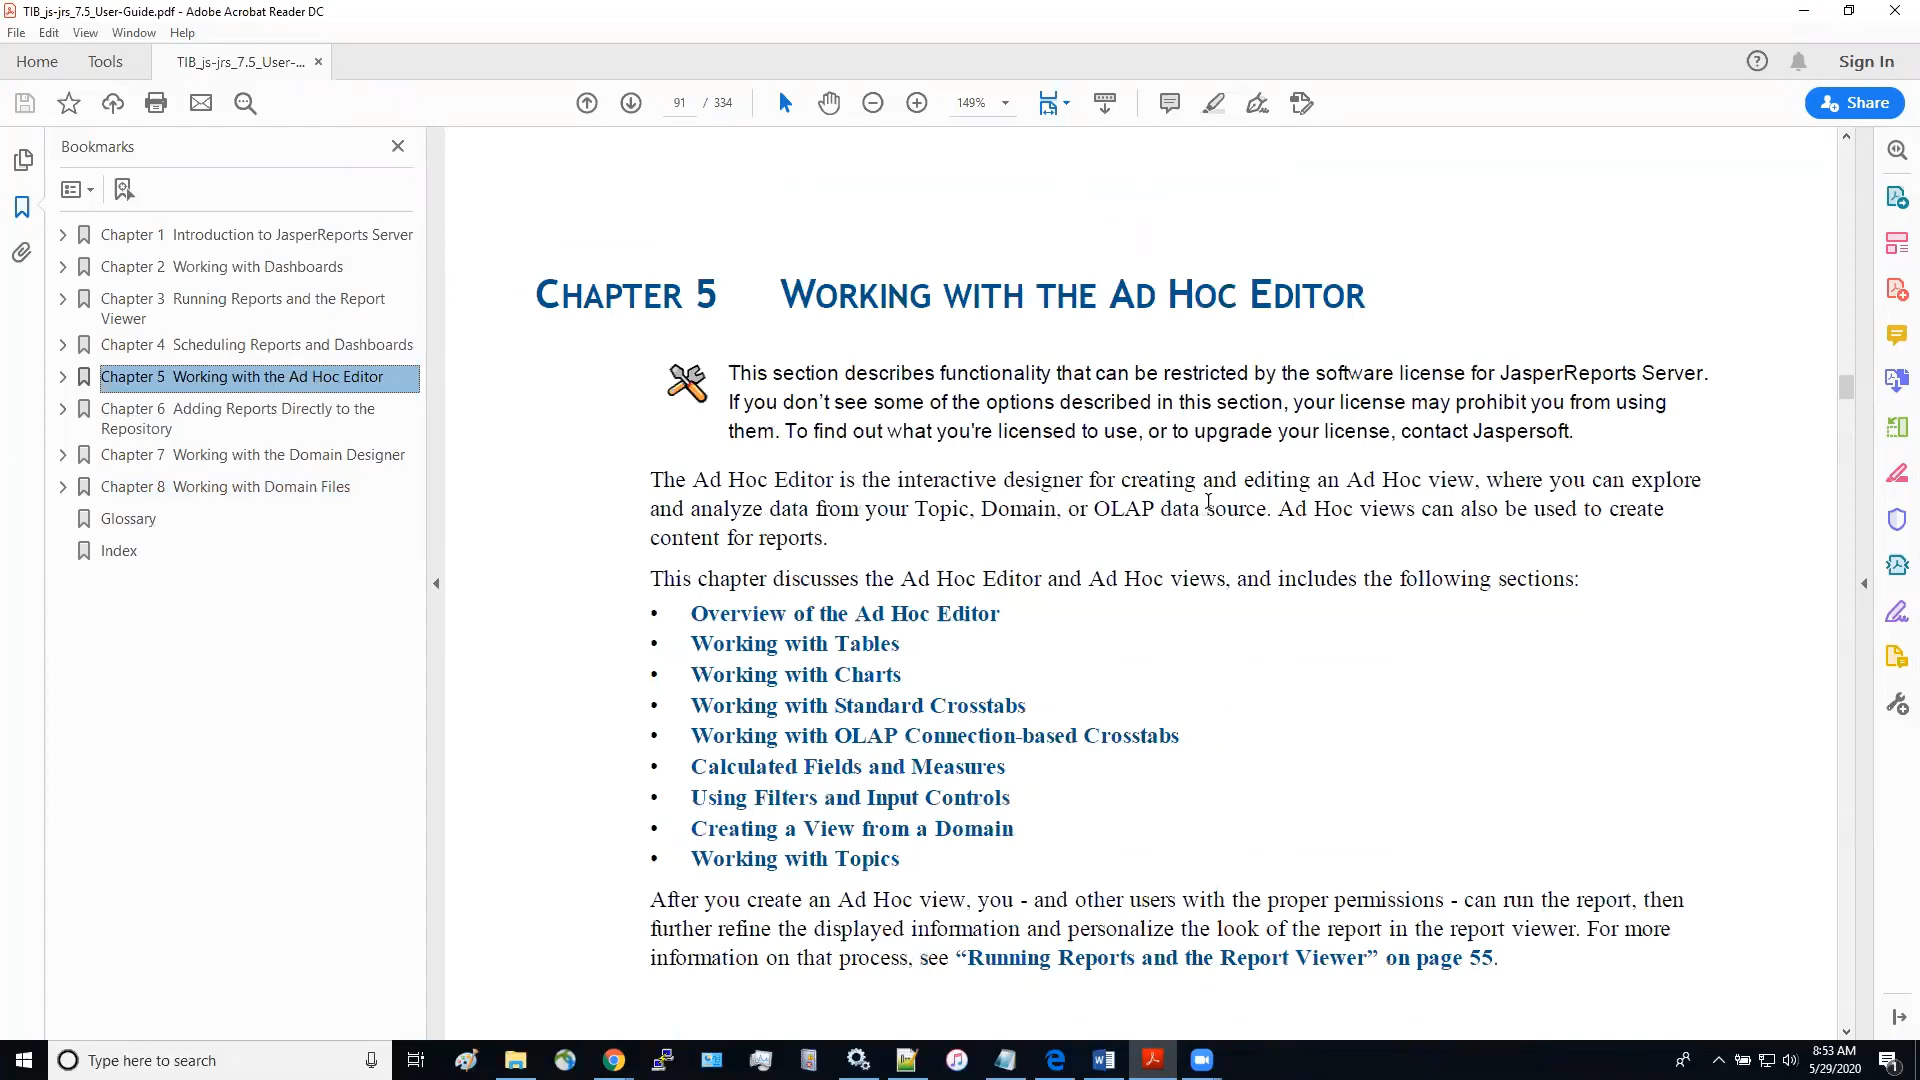 TIB_js-jrs_7.5_User-Guide.pdf - Adobe Acrobat Reader DC
File Edit View Window Help
Home Tools TIB_js-jrs_7.5_User-... × Sign In
91 / 334 149% Share
Bookmarks
Chapter 1 Introduction to JasperReports Server
Chapter 2 Working with Dashboards
Chapter 3 Running Reports and the Report
Viewer
Chapter 4 Scheduling Reports and Dashboards
Chapter 5 Working with the Ad Hoc Editor
Chapter 6 Adding Reports Directly to the
Repository
Chapter 7 Working with the Domain Designer
Chapter 8 Working with Domain Files
Glossary
Index
CHAPTER 5 WORKING WITH THE AD HOC EDITOR
This section describes functionality that can be restricted by the software license for JasperReports Server.
If you don’t see some of the options described in this section, your license may prohibit you from using
them. To find out what you're licensed to use, or to upgrade your license, contact Jaspersoft.
The Ad Hoc Editor is the interactive designer for creating and editing an Ad Hoc view, where you can explore
and analyze data from your Topic, Domain, or OLAP data source. Ad Hoc views can also be used to create
content for reports.
This chapter discusses the Ad Hoc Editor and Ad Hoc views, and includes the following sections:
• Overview of the Ad Hoc Editor
• Working with Tables
• Working with Charts
• Working with Standard Crosstabs
• Working with OLAP Connection-based Crosstabs
• Calculated Fields and Measures
• Using Filters and Input Controls
• Creating a View from a Domain
• Working with Topics
After you create an Ad Hoc view, you - and other users with the proper permissions - can run the report, then
further refine the displayed information and personalize the look of the report in the report viewer. For more
information on that process, see “Running Reports and the Report Viewer” on page 55.
Type here to search
8:53 AM
5/29/2020
1